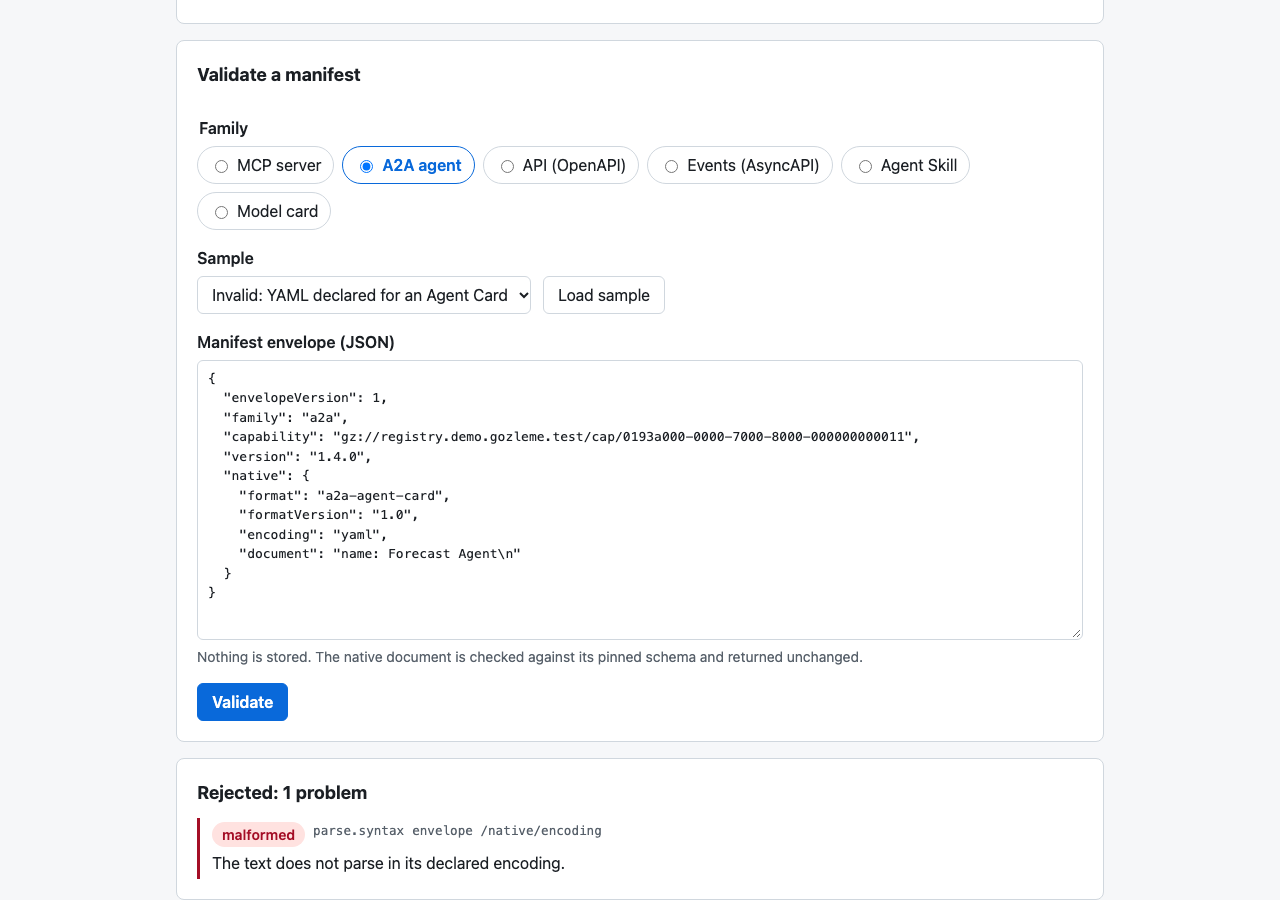 Validate a manifest
Family
MCP server
A2A agent
API (OpenAPI)
Events (AsyncAPI)
Agent Skill
Model card
Sample
Invalid: YAML declared for an Agent Card
Load sample
Manifest envelope (JSON)
{
  "envelopeVersion": 1,
  "family": "a2a",
  "capability": "gz://registry.demo.gozleme.test/cap/0193a000-0000-7000-8000-000000000011",
  "version": "1.4.0",
  "native": {
    "format": "a2a-agent-card",
    "formatVersion": "1.0",
    "encoding": "yaml",
    "document": "name: Forecast Agent\n"
  }
}
Nothing is stored. The native document is checked against its pinned schema and returned unchanged.
Validate
Rejected: 1 problem
malformed parse.syntax envelope /native/encoding
The text does not parse in its declared encoding.